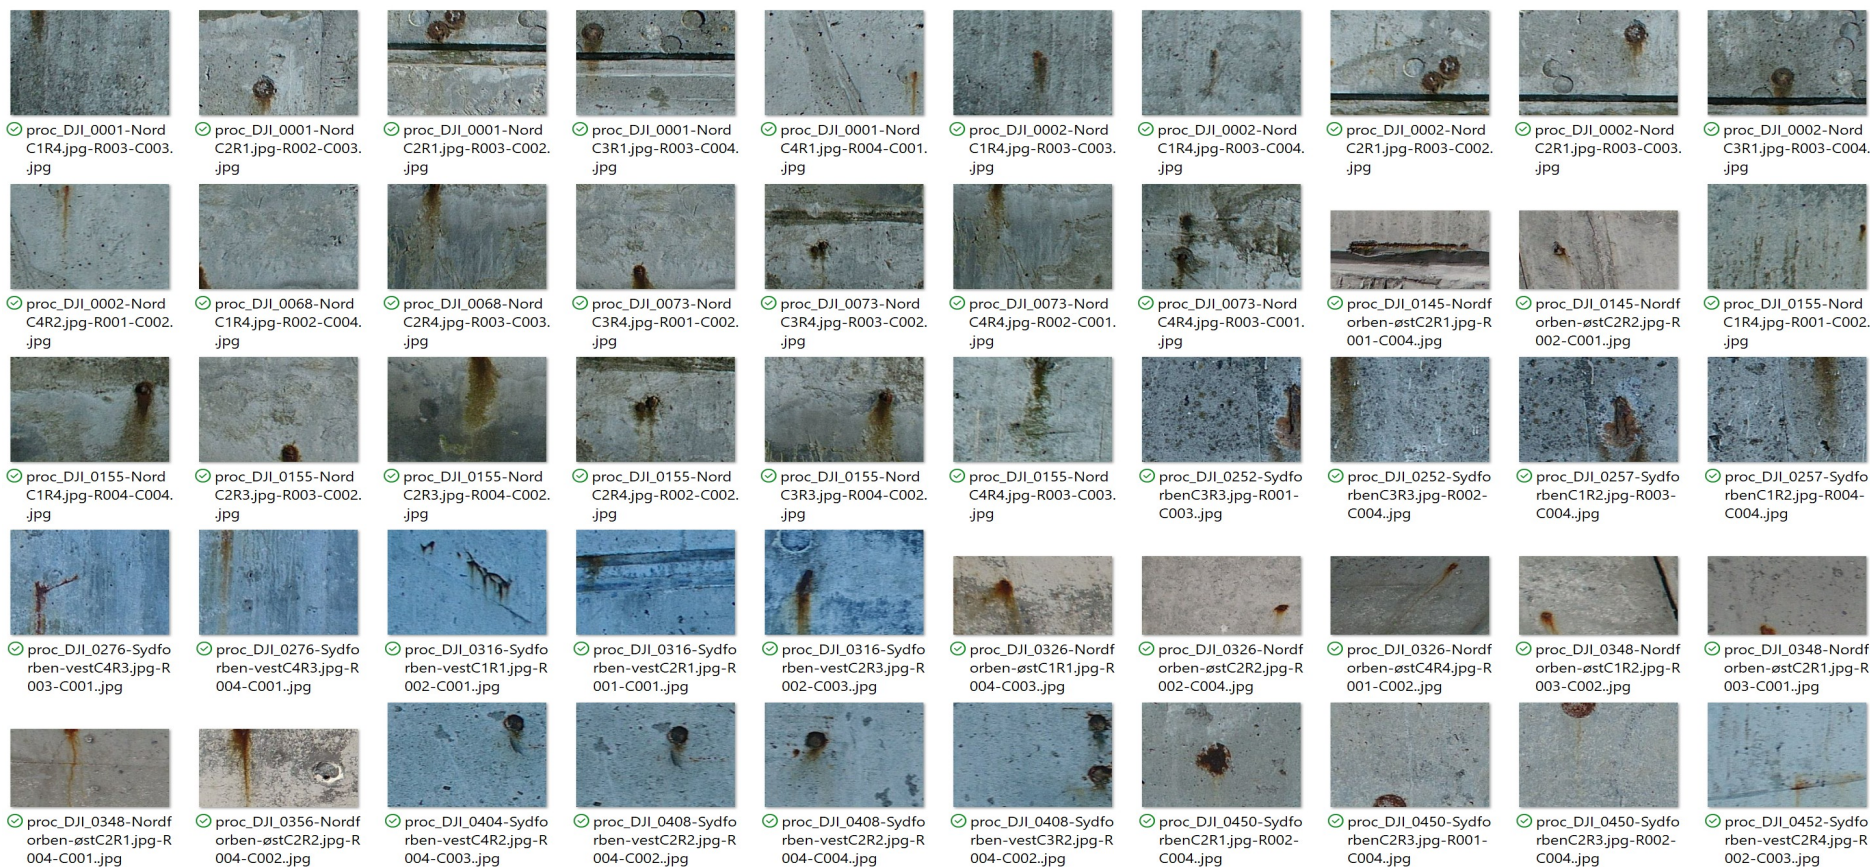 proc_DJI_0001-Nord
C1R4.jpg-R003-C003.
.jpg
proc_DJI_0001-Nord
C2R1.jpg-R002-C003.
.jpg
proc_DJI_0001-Nord
C2R1.jpg-R003-C002.
.jpg
proc_DJI_0001-Nord
C3R1.jpg-R003-C004.
.jpg
proc_DJI_0001-Nord
C4R1.jpg-R004-C001.
.jpg
proc_DJI_0002-Nord
C1R4.jpg-R003-C003.
.jpg
proc_DJI_0002-Nord
C1R4.jpg-R003-C004.
.jpg
proc_DJI_0002-Nord
C2R1.jpg-R003-C002.
.jpg
proc_DJI_0002-Nord
C2R1.jpg-R003-C003.
.jpg
proc_DJI_0002-Nord
C3R1.jpg-R003-C004.
.jpg
proc_DJI_0002-Nord
C4R2.jpg-R001-C002.
.jpg
proc_DJI_0068-Nord
C1R4.jpg-R002-C004.
.jpg
proc_DJI_0068-Nord
C2R4.jpg-R003-C003.
.jpg
proc_DJI_0073-Nord
C3R4.jpg-R001-C002.
.jpg
proc_DJI_0073-Nord
C3R4.jpg-R003-C002.
.jpg
proc_DJI_0073-Nord
C4R4.jpg-R002-C001.
.jpg
proc_DJI_0073-Nord
C4R4.jpg-R003-C001.
.jpg
proc_DJI_0145-Nordf
orben-østC2R1.jpg-R
001-C004..jpg
proc_DJI_0145-Nordf
orben-østC2R2.jpg-R
002-C001..jpg
proc_DJI_0155-Nord
C1R4.jpg-R001-C002.
.jpg
proc_DJI_0155-Nord
C1R4.jpg-R004-C004.
.jpg
proc_DJI_0155-Nord
C2R3.jpg-R003-C002.
.jpg
proc_DJI_0155-Nord
C2R3.jpg-R004-C002.
.jpg
proc_DJI_0155-Nord
C2R4.jpg-R002-C002.
.jpg
proc_DJI_0155-Nord
C3R3.jpg-R004-C002.
.jpg
proc_DJI_0155-Nord
C4R4.jpg-R003-C003.
.jpg
proc_DJI_0252-Sydfo
rbenC3R3.jpg-R001-
C003..jpg
proc_DJI_0252-Sydfo
rbenC3R3.jpg-R002-
C004..jpg
proc_DJI_0257-Sydfo
rbenC1R2.jpg-R003-
C004..jpg
proc_DJI_0257-Sydfo
rbenC1R2.jpg-R004-
C004..jpg
proc_DJI_0276-Sydfo
rben-vestC4R3.jpg-R
003-C001..jpg
proc_DJI_0276-Sydfo
rben-vestC4R3.jpg-R
004-C001..jpg
proc_DJI_0316-Sydfo
rben-vestC1R1.jpg-R
002-C001..jpg
proc_DJI_0316-Sydfo
rben-vestC2R1.jpg-R
001-C001..jpg
proc_DJI_0316-Sydfo
rben-vestC2R3.jpg-R
002-C003..jpg
proc_DJI_0326-Nordf
orben-østC1R1.jpg-R
004-C003..jpg
proc_DJI_0326-Nordf
orben-østC2R2.jpg-R
002-C004..jpg
proc_DJI_0326-Nordf
orben-østC4R4.jpg-R
001-C002..jpg
proc_DJI_0348-Nordf
orben-østC1R2.jpg-R
003-C002..jpg
proc_DJI_0348-Nordf
orben-østC2R1.jpg-R
003-C001..jpg
proc_DJI_0348-Nordf
orben-østC2R1.jpg-R
004-C001..jpg
proc_DJI_0356-Nordf
orben-østC2R2.jpg-R
004-C002..jpg
proc_DJI_0404-Sydfo
rben-vestC4R2.jpg-R
004-C003..jpg
proc_DJI_0408-Sydfo
rben-vestC2R2.jpg-R
004-C002..jpg
proc_DJI_0408-Sydfo
rben-vestC2R2.jpg-R
004-C004..jpg
proc_DJI_0408-Sydfo
rben-vestC3R2.jpg-R
004-C002..jpg
proc_DJI_0450-Sydfo
rbenC2R1.jpg-R002-
C004..jpg
proc_DJI_0450-Sydfo
rbenC2R3.jpg-R001-
C004..jpg
proc_DJI_0450-Sydfo
rbenC2R3.jpg-R002-
C004..jpg
proc_DJI_0452-Sydfo
rben-vestC2R4.jpg-R
002-C003..jpg